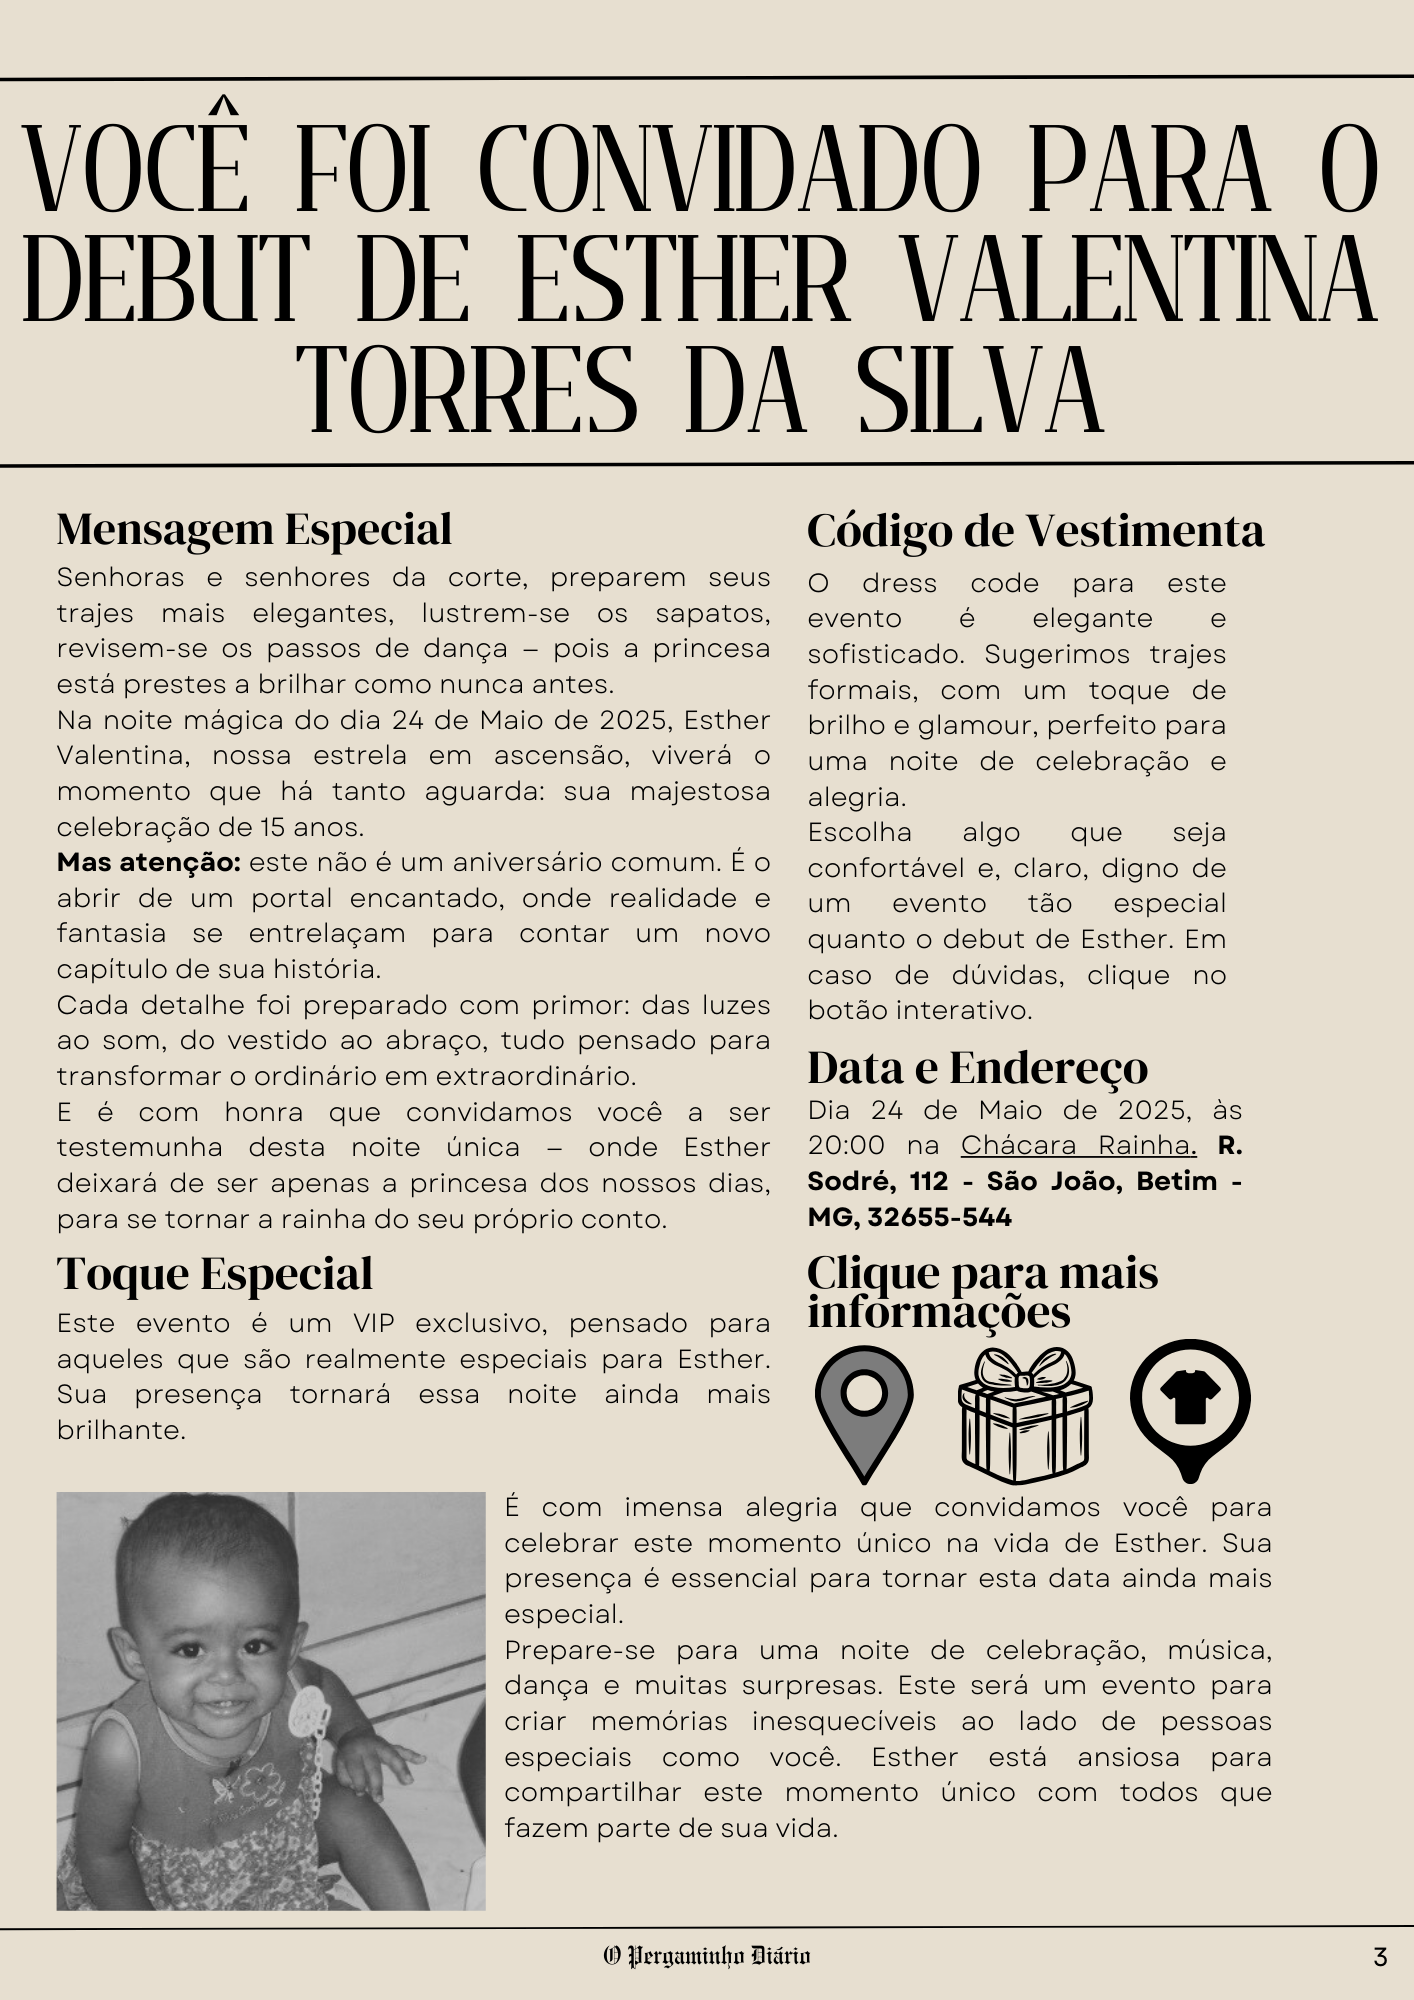 VOCÊ FOI CONVIDADO PARA O
DEBUT DE ESTHER VALENTINA
TORRES DA SILVA
Mensagem Especial
Senhoras e senhores da corte, preparem seus
trajes mais elegantes, lustrem-se os sapatos,
revisem-se os passos de dança – pois a princesa
está prestes a brilhar como nunca antes.
Na noite mágica do dia 24 de Maio de 2025, Esther
Valentina, nossa estrela em ascensão, viverá o
momento que há tanto aguarda: sua majestosa
celebração de 15 anos.
Mas atenção: este não é um aniversário comum. É o
abrir de um portal encantado, onde realidade e
fantasia se entrelaçam para contar um novo
capítulo de sua história.
Cada detalhe foi preparado com primor: das luzes
ao som, do vestido ao abraço, tudo pensado para
transformar o ordinário em extraordinário.
E é com honra que convidamos você a ser
testemunha desta noite única – onde Esther
deixará de ser apenas a princesa dos nossos dias,
para se tornar a rainha do seu próprio conto.
Toque Especial
Este evento é um VIP exclusivo, pensado para
aqueles que são realmente especiais para Esther.
Sua presença tornará essa noite ainda mais
brilhante.
Código de Vestimenta
O dress code para este
evento é elegante e
sofisticado. Sugerimos trajes
formais, com um toque de
brilho e glamour, perfeito para
uma noite de celebração e
alegria.
Escolha algo que seja
confortável e, claro, digno de
um evento tão especial
quanto o debut de Esther. Em
caso de dúvidas, clique no
botão interativo.
Data e Endereço
Dia 24 de Maio de 2025, às
20:00 na Chácara Rainha. R.
Sodré, 112 - São João, Betim -
MG, 32655-544
Clique para mais
informações
É com imensa alegria que convidamos você para
celebrar este momento único na vida de Esther. Sua
presença é essencial para tornar esta data ainda mais
especial.
Prepare-se para uma noite de celebração, música,
dança e muitas surpresas. Este será um evento para
criar memórias inesquecíveis ao lado de pessoas
especiais como você. Esther está ansiosa para
compartilhar este momento único com todos que
fazem parte de sua vida.
O Pergaminho Diário
3